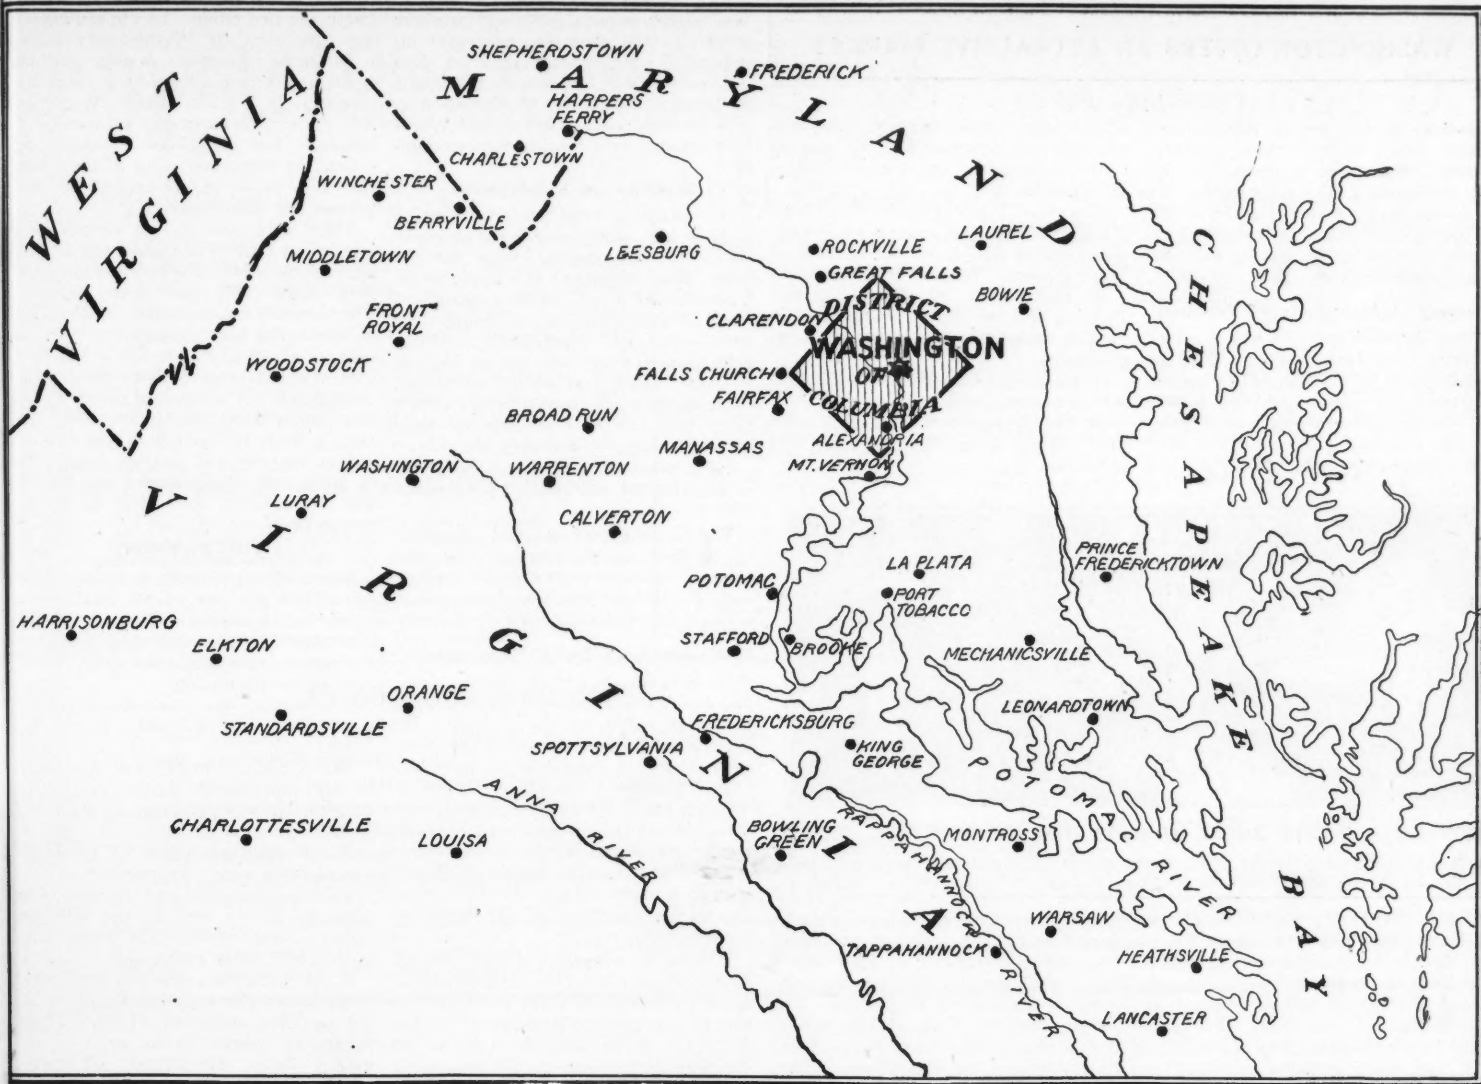 SHEPHERDSTOWN
FREDERICK
MARYLAND
WEST
VIRGINIA
HARPERS
FERRY
CHARLESTOWN
WINCHESTER
BERRYVILLE
LEESBURG
ROCKVILLE
LAUREL
MIDDLETOWN
GREAT FALLS
BOWIE
FRONT
ROYAL
CLARENDON
DISTRICT
WASHINGTON
OF
COLUMBIA
WOODSTOCK
FALLS CHURCH
FAIRFAX
BROAD RUN
ALEXANDRIA
MANASSAS
MT. VERNON
WASHINGTON
WARRENTON
LURAY
CALVERTON
CHESAPEAKE BAY
VIRGINIA
PRINCE
FREDERICKTOWN
LA PLATA
POTOMAC
PORT
TOBACCO
HARRISONBURG
ELKTON
STAFFORD
BROOKE
MECHANICSVILLE
ORANGE
STANDARDSVILLE
LEONARDTOWN
FREDERICKSBURG
SPOTTSYLVANIA
KING
GEORGE
POTOMAC RIVER
ANNA RIVER
CHARLOTTESVILLE
LOUISA
BOWLING
GREEN
RAPPAHANNOCK RIVER
MONTROSS
WARSAW
TAPPAHANNOCK
HEATHSVILLE
LANCASTER